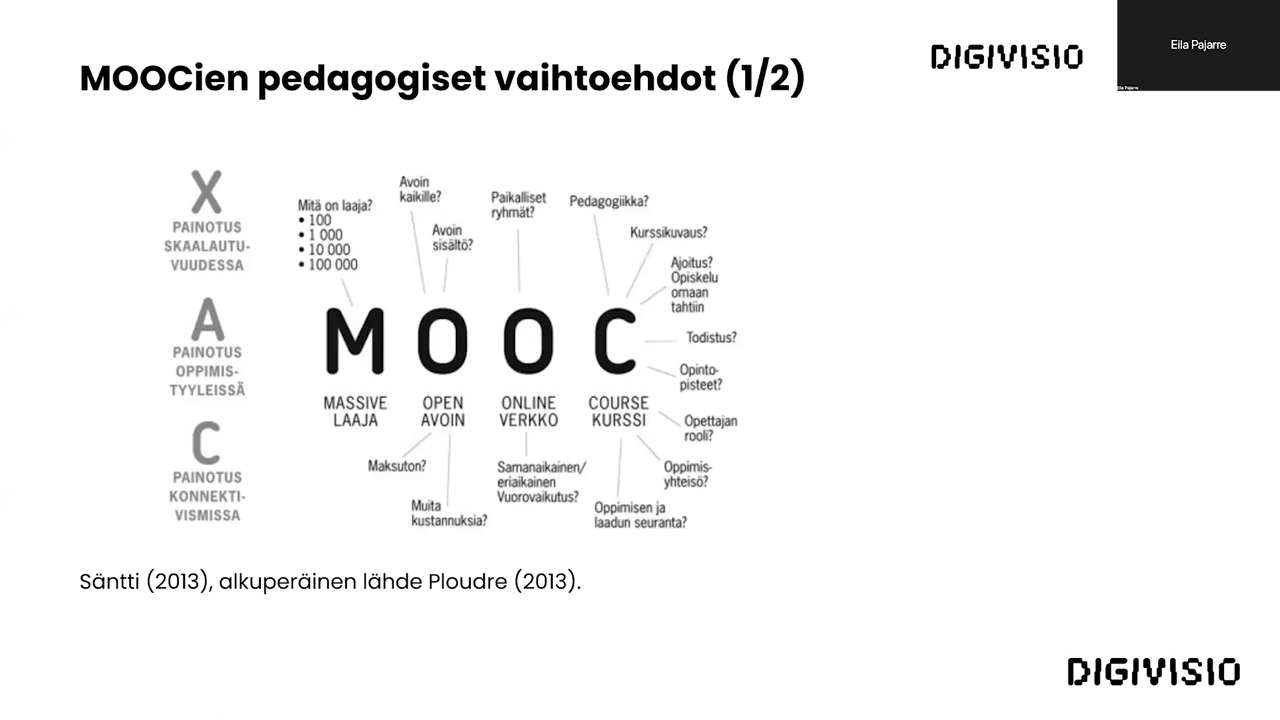 MOOCien pedagogiset vaihtoehdot (1/2)
DIGIVISIO
Eila Pajarre
Eila Pajarre
X
PAINOTUS
SKAALAUTU-
VUUDESSA
A
PAINOTUS
OPPIMIS-
TYYLEISSÄ
C
PAINOTUS
KONNEKTI-
VISMISSA
Mitä on laaja?
• 100
• 1 000
• 10 000
• 100 000
Avoin
kaikille?
Avoin
sisältö?
Paikalliset
ryhmät?
Pedagogiikka?
Kurssikuvaus?
Ajoitus?
Opiskelu
omaan
tahtiin
Todistus?
Opinto-
pisteet?
MOOC
MASSIVE
LAAJA
OPEN
AVOIN
ONLINE
VERKKO
COURSE
KURSSI
Opettajan
rooli?
Oppimis-
yhteisö?
Maksuton?
Muita
kustannuksia?
Samanaikainen/
eriaikainen
Vuorovaikutus?
Oppimisen ja
laadun seuranta?
Säntti (2013), alkuperäinen lähde Ploudre (2013).
DIGIVISIO